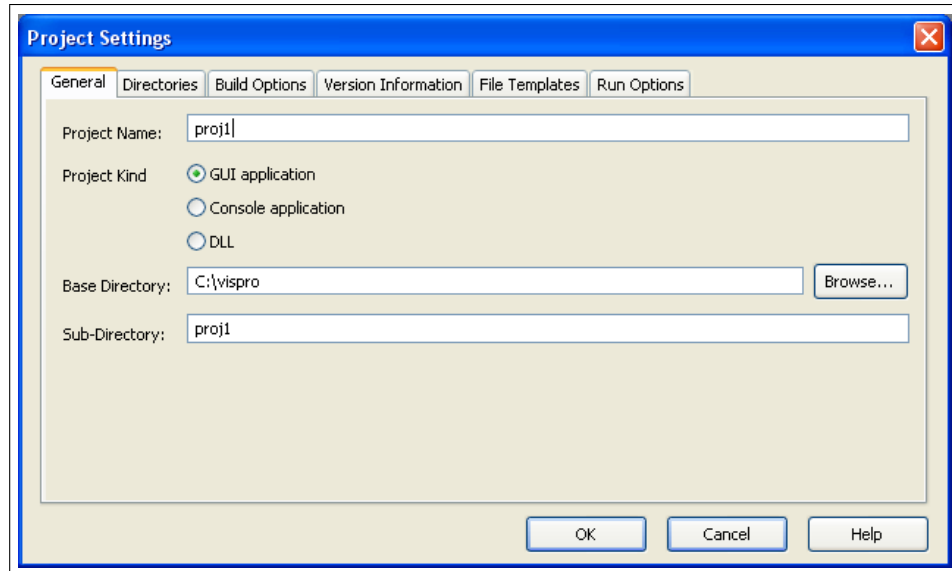 Project Settings
General Directories Build Options Version Information File Templates Run Options
Project Name: proj1
Project Kind GUI application
Console application
DLL
Base Directory: C:\vispro Browse...
Sub-Directory: proj1
OK Cancel Help